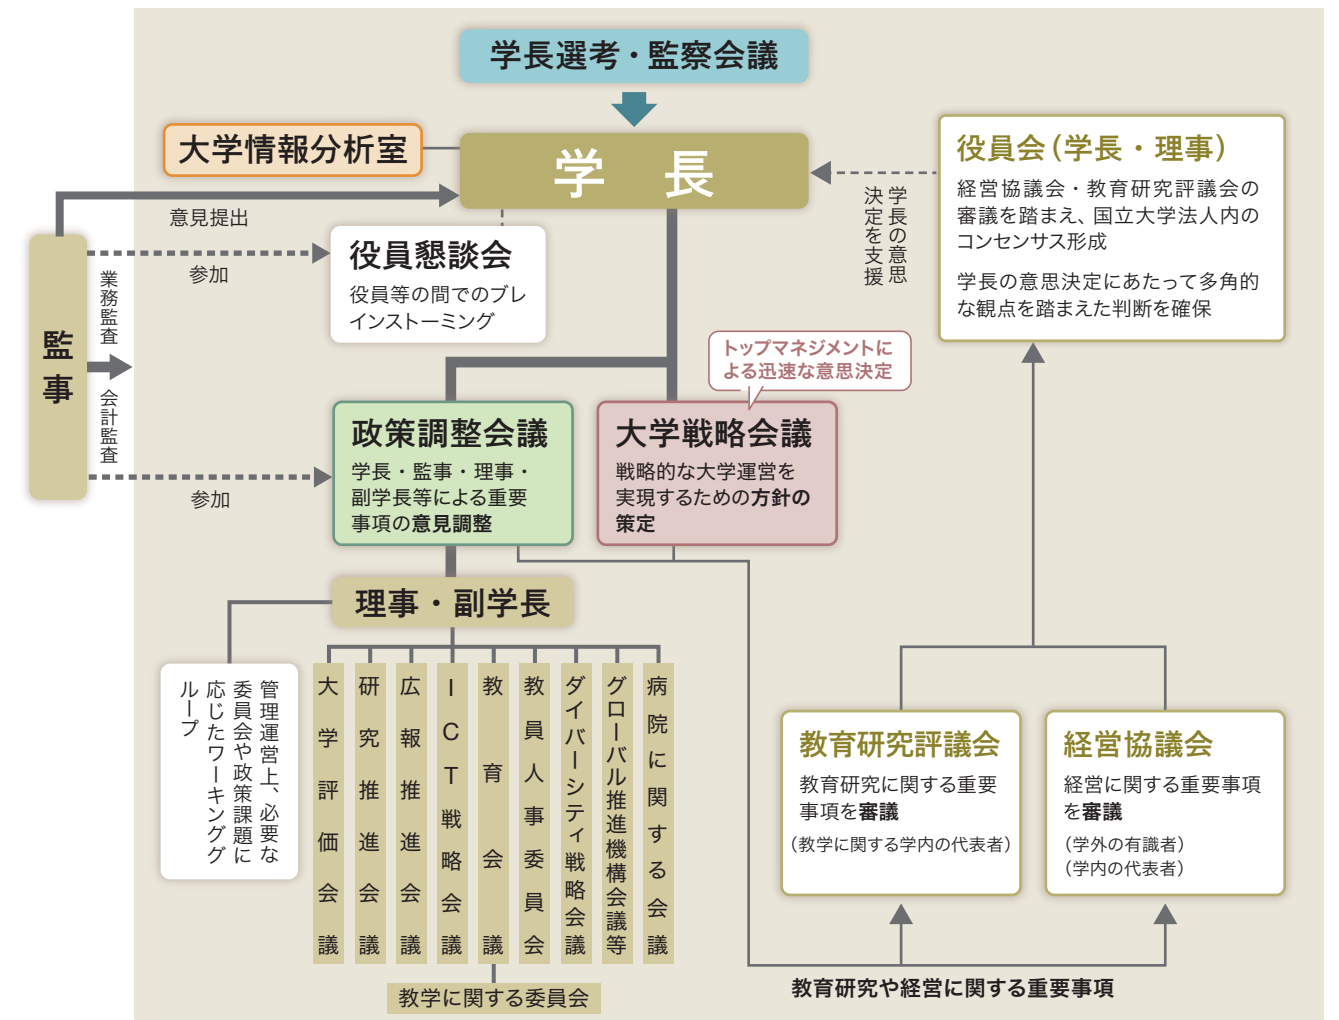 学長選考・監察会議
大学情報分析室
学長
意見提出
参加
役員懇談会
役員等の間でのブレ
インストーミング
役員会（学長・理事）
経営協議会・教育研究評議会の
審議を踏まえ、国立大学法人内の
コンセンサス形成
学長の意思決定にあたって多角的
な観点を踏まえた判断を確保
学長の意思
決定を支援
監事
業務監査
会計監査
参加
トップマネジメントに
よる迅速な意思決定
政策調整会議
学長・監事・理事・
副学長等による重要
事項の意見調整
大学戦略会議
戦略的な大学運営を
実現するための方針の
策定
理事・副学長
管理運営上、必要な
委員会や政策課題に
応じたワーキンググ
ループ
大学評価会議
研究推進会議
広報推進会議
ICT戦略会議
教育会議
教員人事委員会
ダイバーシティ戦略会議
グローバル推進機構会議等
病院に関する会議
教学に関する委員会
教育研究評議会
教育研究に関する重要
事項を審議
（教学に関する学内の代表者）
経営協議会
経営に関する重要事項
を審議
（学外の有識者）
（学内の代表者）
教育研究や経営に関する重要事項